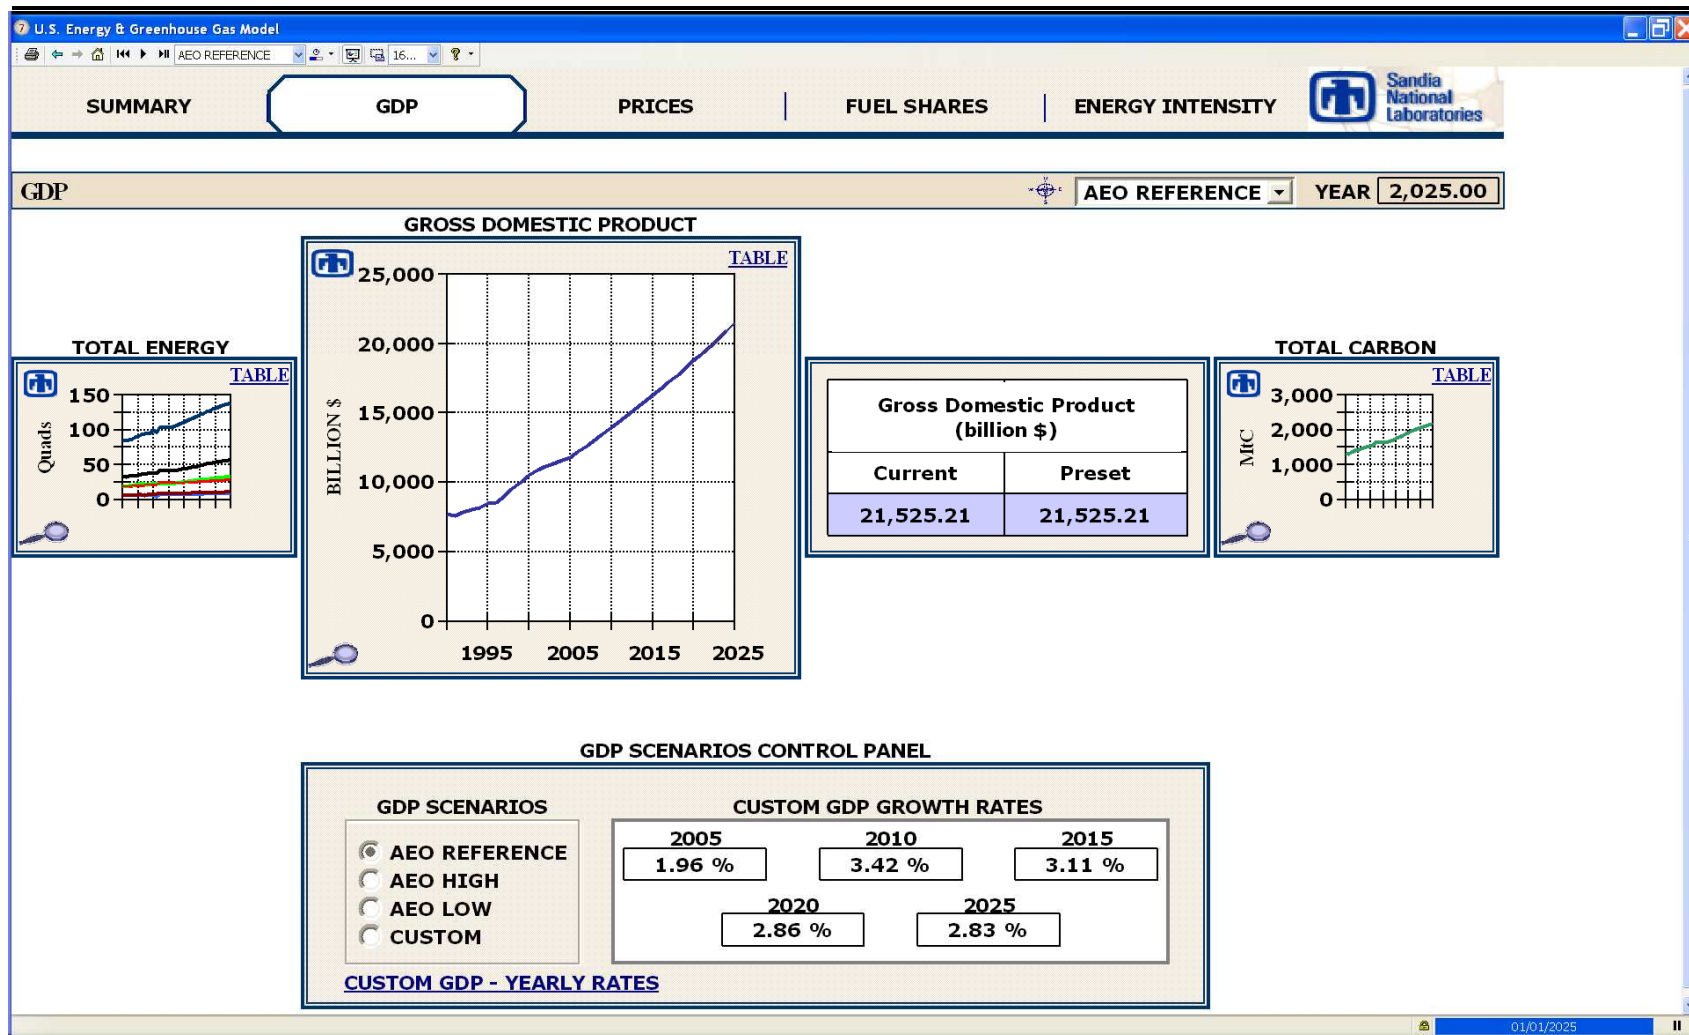 U.S. Energy & Greenhouse Gas Model
AEO REFERENCE
16...
SUMMARY
GDP
PRICES
FUEL SHARES
ENERGY INTENSITY
Sandia
National
Laboratories
GDP
AEO REFERENCE
YEAR 2,025.00
GROSS DOMESTIC PRODUCT
TABLE
25,000
20,000
15,000
10,000
5,000
0
BILLION $
1995 2005 2015 2025
TOTAL ENERGY
TABLE
150
100
50
0
Quads
Gross Domestic Product
(billion $)
Current Preset
21,525.21 21,525.21
TOTAL CARBON
TABLE
3,000
2,000
1,000
0
MtC
GDP SCENARIOS CONTROL PANEL
GDP SCENARIOS
AEO REFERENCE
AEO HIGH
AEO LOW
CUSTOM
CUSTOM GDP - YEARLY RATES
CUSTOM GDP GROWTH RATES
2005 2010 2015
1.96 % 3.42 % 3.11 %
2020 2025
2.86 % 2.83 %
01/01/2025